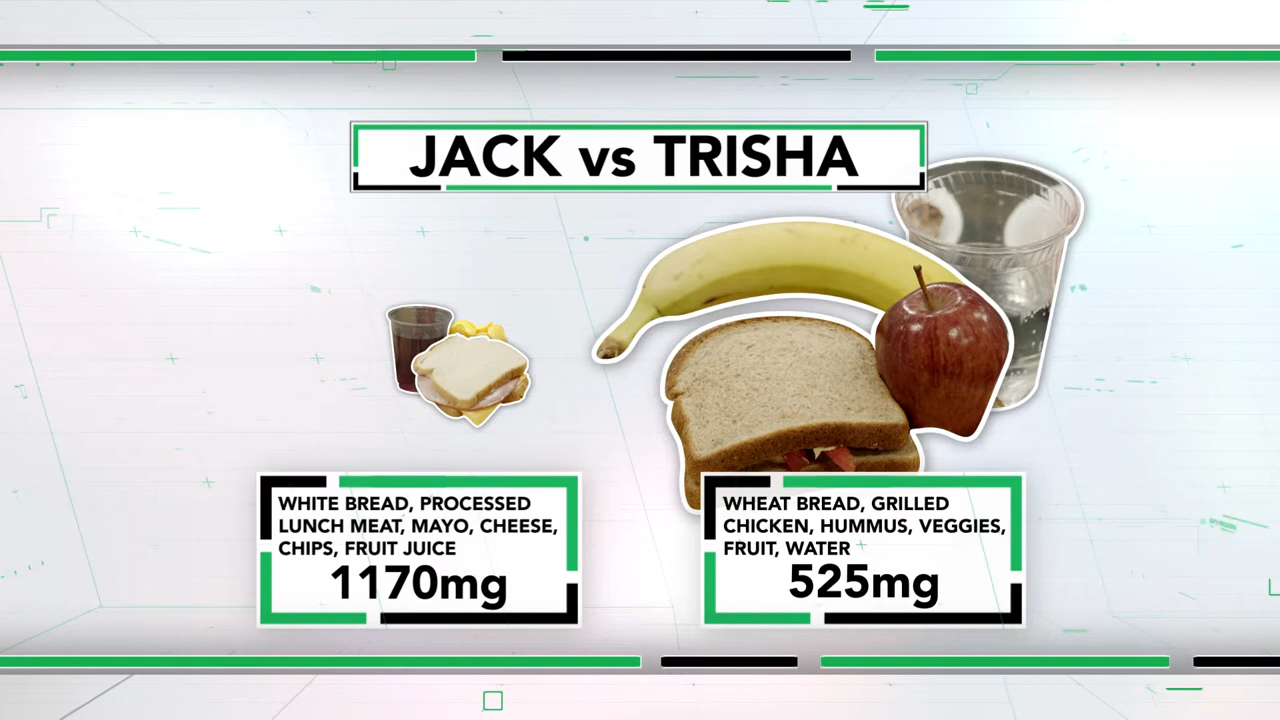 JACK vs TRISHA
WHITE BREAD, PROCESSED
LUNCH MEAT, MAYO, CHEESE,
CHIPS, FRUIT JUICE
1170mg
WHEAT BREAD, GRILLED
CHICKEN, HUMMUS, VEGGIES,
FRUIT, WATER
525mg